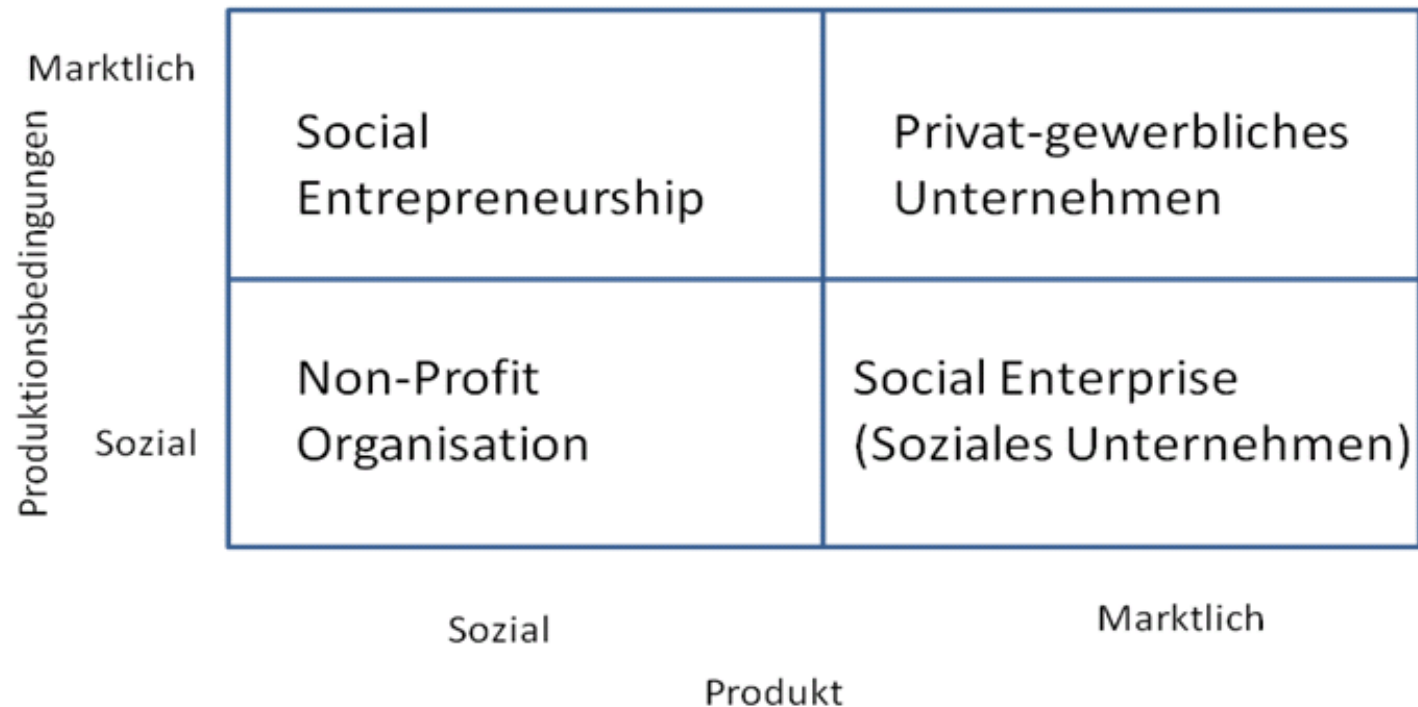 Marktlich
Produktionsbedingungen
Social
Entrepreneurship
Privat-gewerbliches
Unternehmen
Sozial
Non-Profit
Organisation
Social Enterprise
(Soziales Unternehmen)
Sozial
Marktlich
Produkt